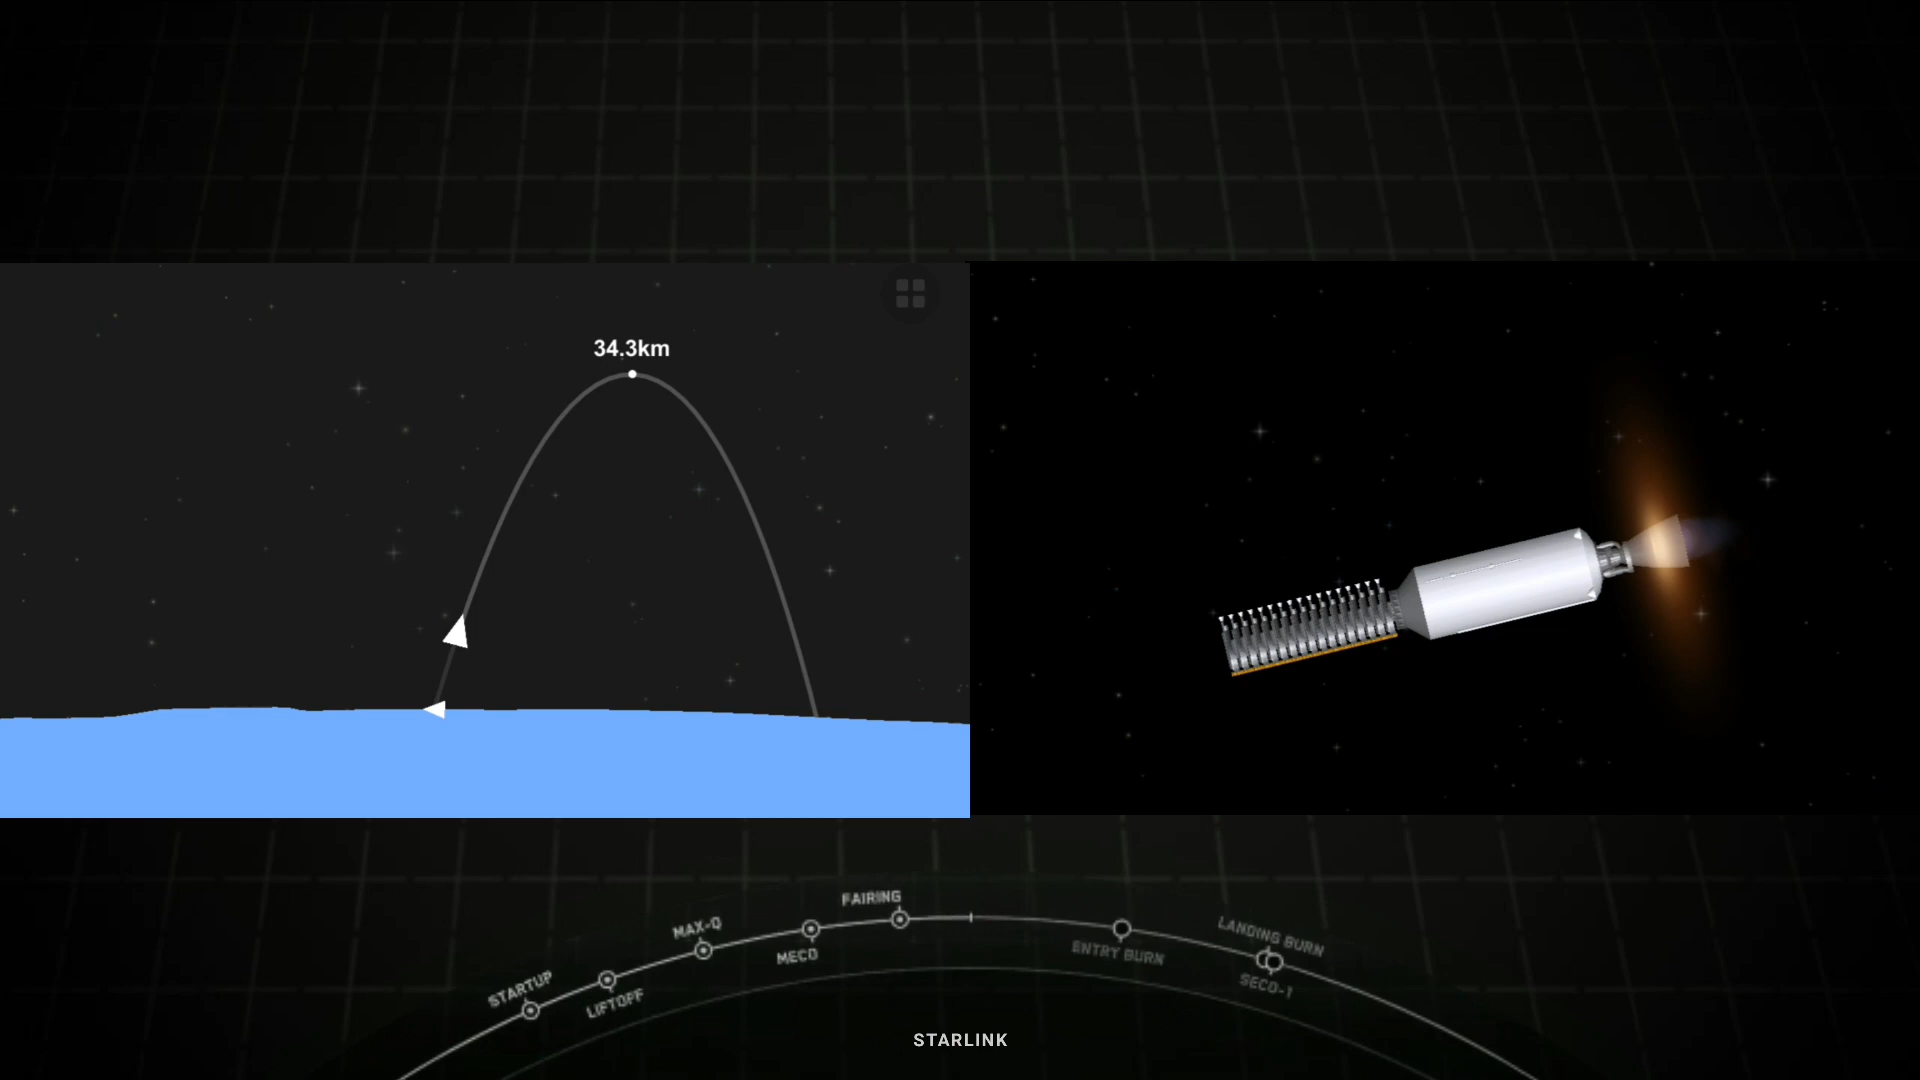 34.3km
FAIRING
MAX-Q
MECO
LANDING BURN
ENTRY BURN
STARTUP
LIFTOFF
SECO-1
STARLINK